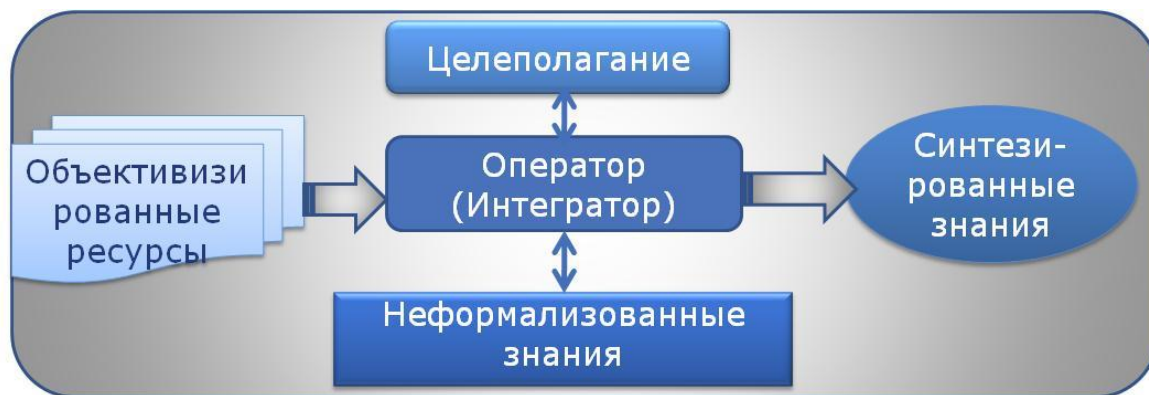 Целеполагание
Объективизи
рованные
ресурсы
Оператор
(Интегратор)
Синтези-
рованные
знания
Неформализованные
знания